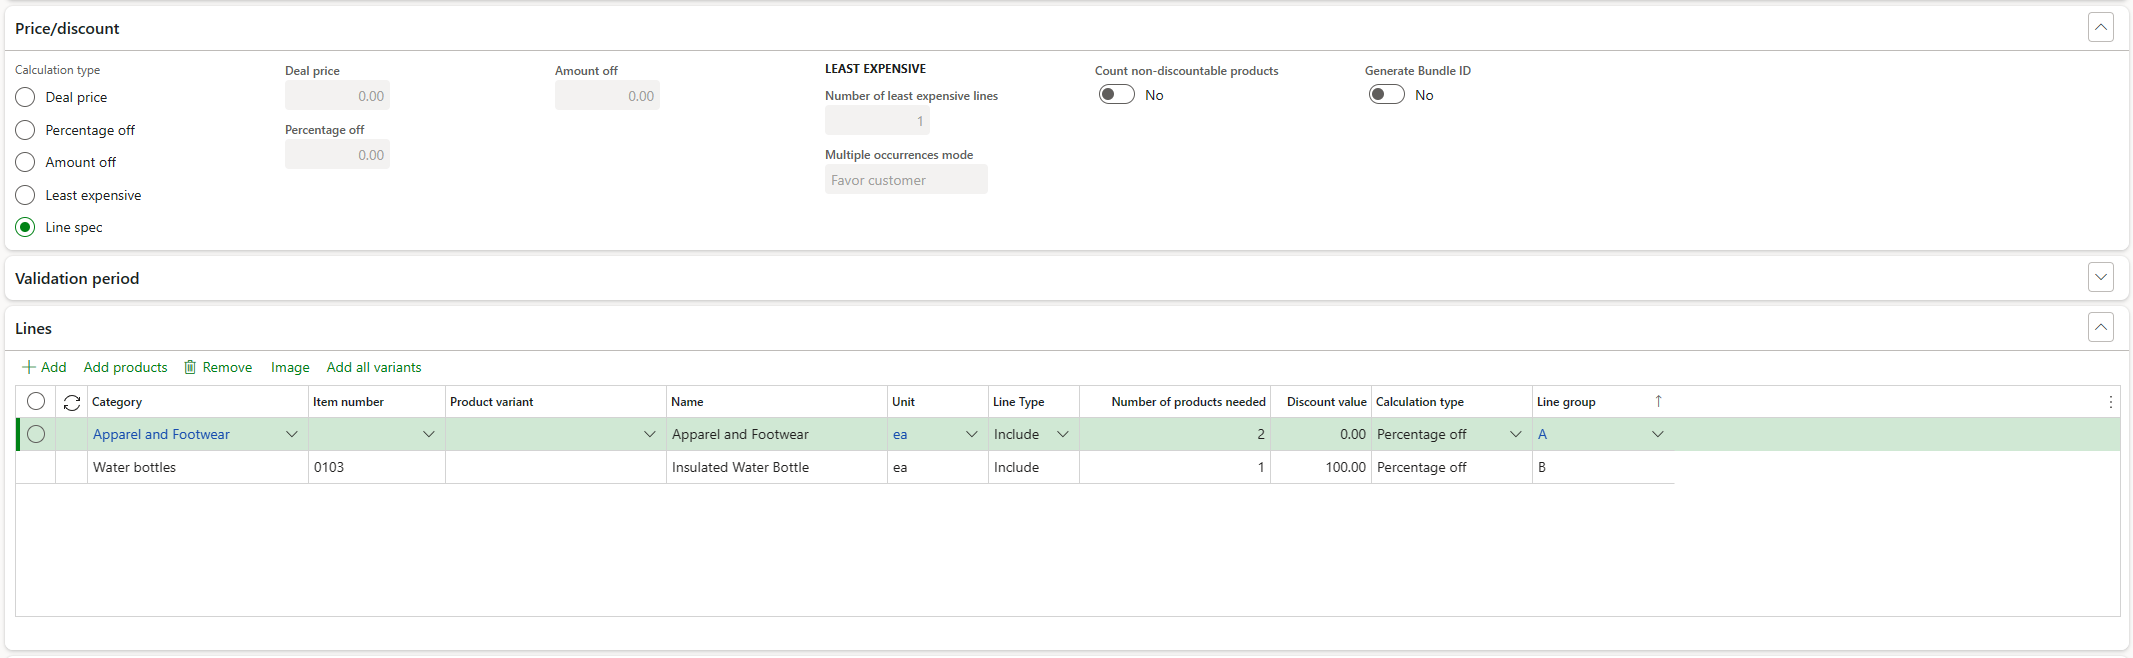 Price/discount
Calculation type
Deal price
Percentage off
Amount off
Least expensive
Line spec
Deal price
0.00
Percentage off
0.00
Amount off
0.00
LEAST EXPENSIVE
Number of least expensive lines
1
Multiple occurrences mode
Favor customer
Count non-discountable products
No
Generate Bundle ID
No
Validation period
Lines
Add Add products Remove Image Add all variants
Category Item number Product variant Name Unit Line Type Number of products needed Discount value Calculation type Line group
Apparel and Footwear Apparel and Footwear ea Include 2 0.00 Percentage off A
Water bottles 0103 Insulated Water Bottle ea Include 1 100.00 Percentage off B